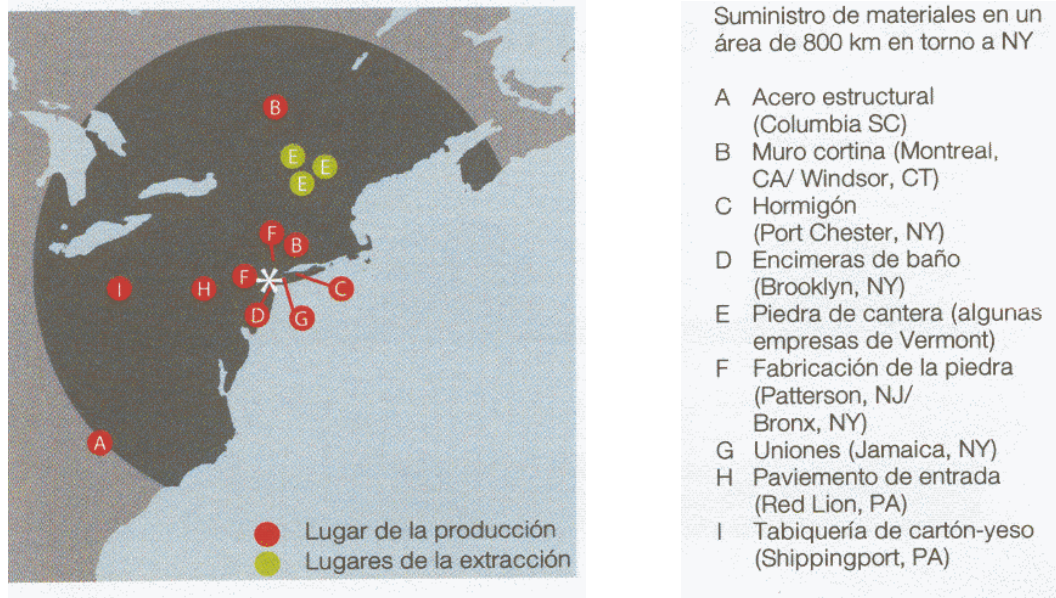 B
E
E
E
F
B
F
I
H
C
D
G
A
Lugar de la producción
Lugares de la extracción
Suministro de materiales en un
área de 800 km en torno a NY
A Acero estructural
(Columbia SC)
B Muro cortina (Montreal,
CA/ Windsor, CT)
C Hormigón
(Port Chester, NY)
D Encimeras de baño
(Brooklyn, NY)
E Piedra de cantera (algunas
empresas de Vermont)
F Fabricación de la piedra
(Patterson, NJ/
Bronx, NY)
G Uniones (Jamaica, NY)
H Paviemento de entrada
(Red Lion, PA)
I Tabiquería de cartón-yeso
(Shippingport, PA)